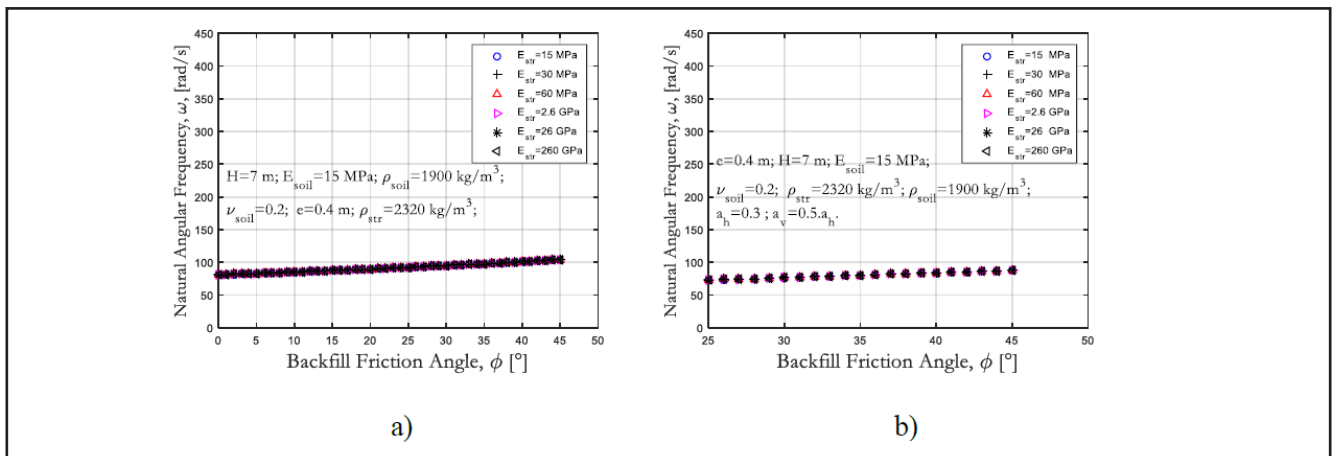 450
400
350
300
250
200
150
100
50
0
Natural Angular Frequency, ω, [rad/s]
E_str=15 MPa
E_str=30 MPa
E_str=60 MPa
E_str=2.6 GPa
E_str=26 GPa
E_str=260 GPa
H=7 m; E_soil=15 MPa; ρ_soil=1900 kg/m³;
ν_soil=0.2; e=0.4 m; ρ_str=2320 kg/m³;
0 5 10 15 20 25 30 35 40 45 50
Backfill Friction Angle, ϕ [°]
a)
450
400
350
300
250
200
150
100
50
0
Natural Angular Frequency, ω, [rad/s]
E_str=15 MPa
E_str=30 MPa
E_str=60 MPa
E_str=2.6 GPa
E_str=26 GPa
E_str=260 GPa
e=0.4 m; H=7 m; E_soil=15 MPa;
ν_soil=0.2; ρ_str=2320 kg/m³; ρ_soil=1900 kg/m³;
a_h=0.3 ; a_v=0.5.a_h.
25 30 35 40 45 50
Backfill Friction Angle, ϕ [°]
b)